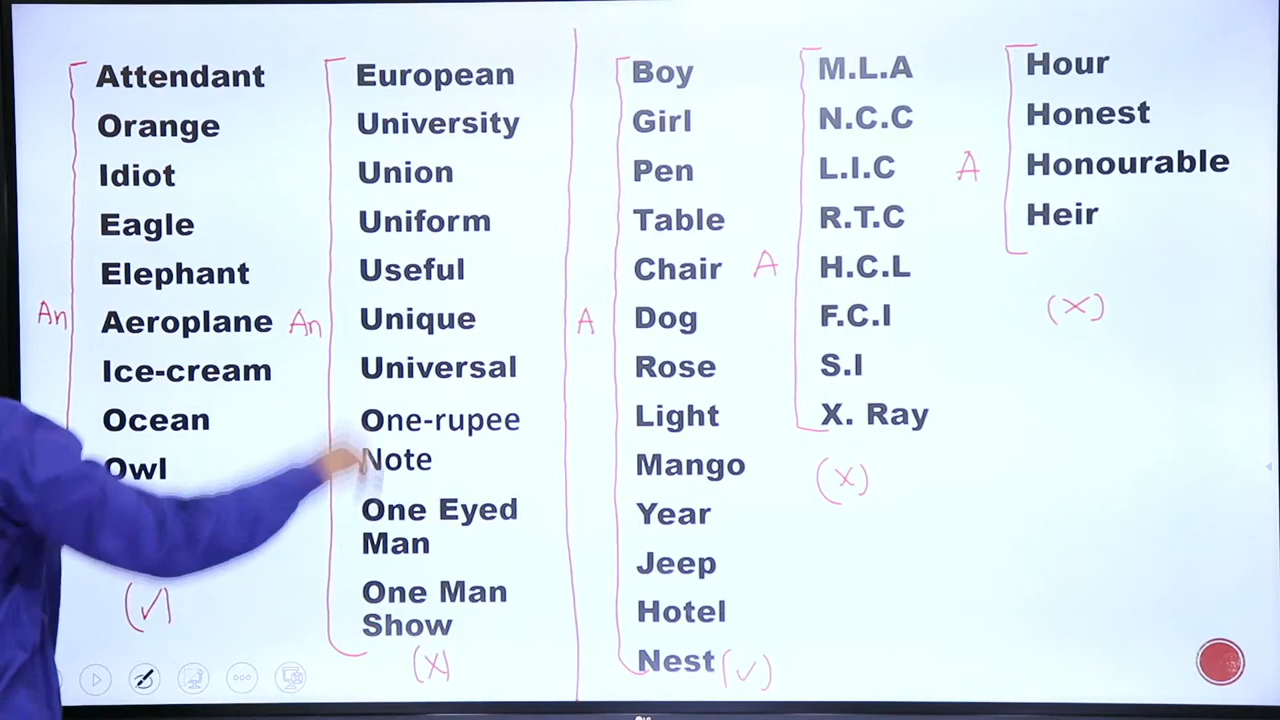 Attendant
Orange
Idiot
Eagle
Elephant
An
Aeroplane
Ice-cream
Ocean
Owl
(✓)
An
European
University
Union
Uniform
Useful
Unique
Universal
One-rupee
Note
One Eyed
Man
One Man
Show
(X)
A
Boy
Girl
Pen
Table
Chair
Dog
Rose
Light
Mango
Year
Jeep
Hotel
Nest (✓)
A
M.L.A
N.C.C
L.I.C
R.T.C
H.C.L
F.C.I
S.I
X. Ray
(X)
A
Hour
Honest
Honourable
Heir
(X)